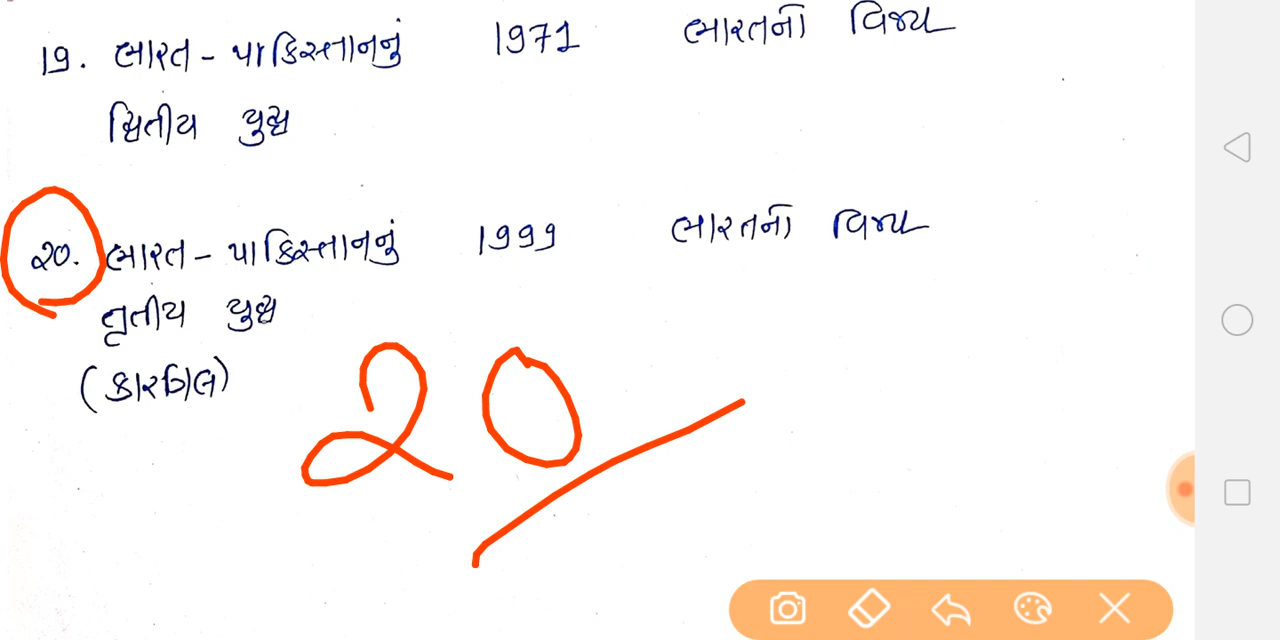 19. ભારત - પાકિસ્તાનનું 1971 ભારતનો વિજય
દ્વિતીય યુદ્ધ
20. ભારત - પાકિસ્તાનનું 1999 ભારતનો વિજય
તૃતીય યુદ્ધ
(કારગિલ)
20